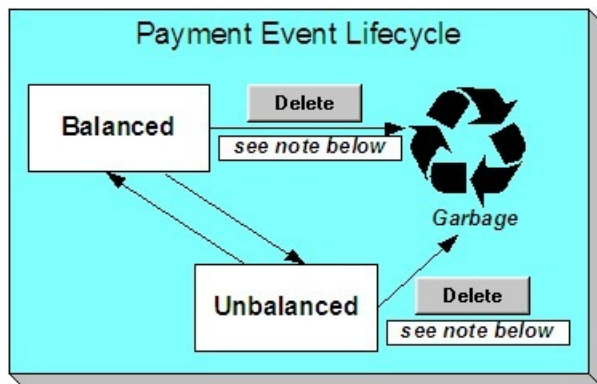 Payment Event Lifecycle
Delete
Balanced
see note below
Garbage
Unbalanced
Delete
see note below